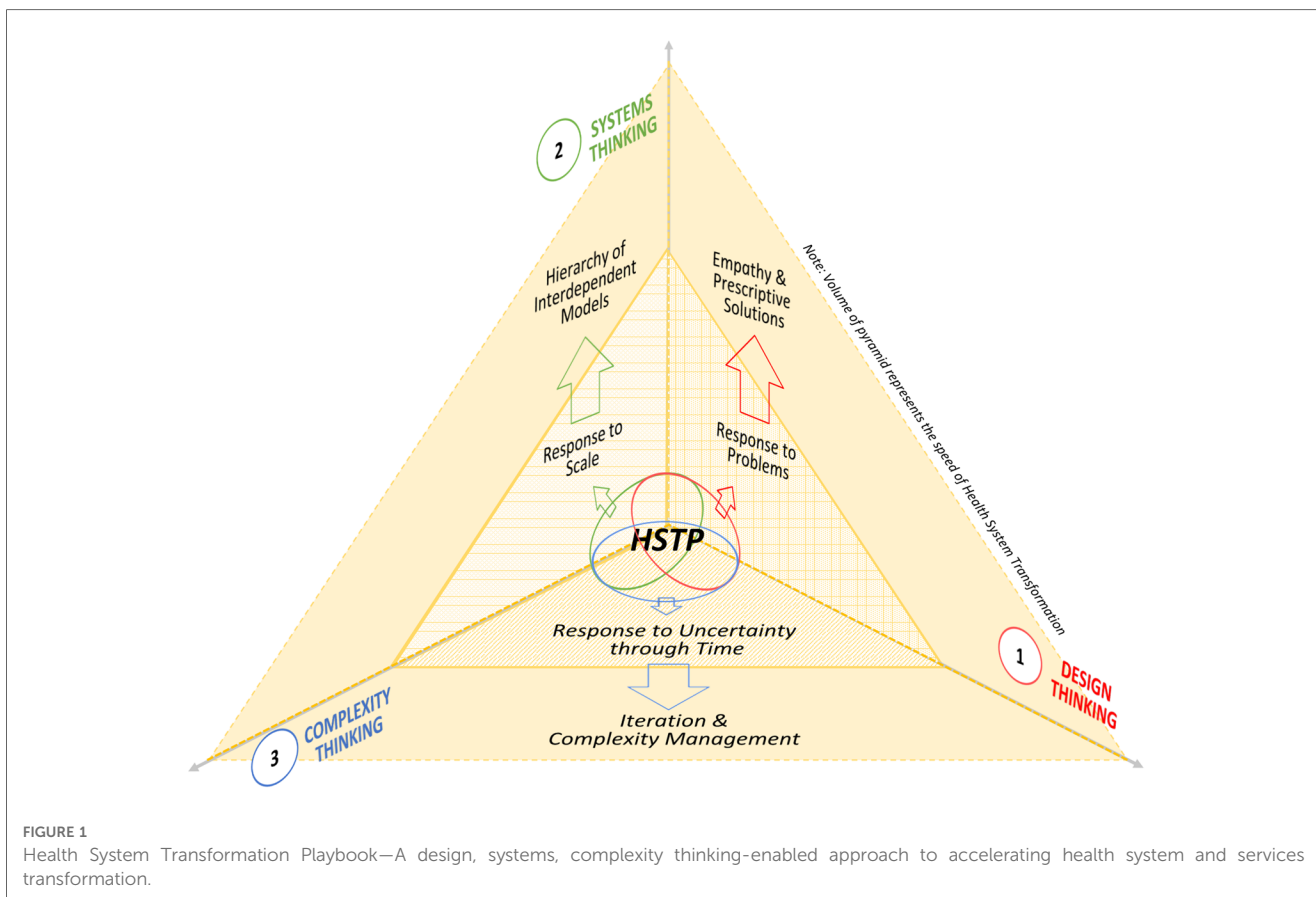 2
SYSTEMS
THINKING
Hierarchy of
Interdependent
Models
Empathy &
Prescriptive
Solutions
Note: Volume of pyramid represents the speed of Health System Transformation
Response to
Scale
Response to
Problems
HSTP
Response to Uncertainty
through Time
1
DESIGN
THINKING
3
COMPLEXITY
THINKING
Iteration &
Complexity Management
FIGURE 1
Health System Transformation Playbook—A design, systems, complexity thinking-enabled approach to accelerating health system and services
transformation.